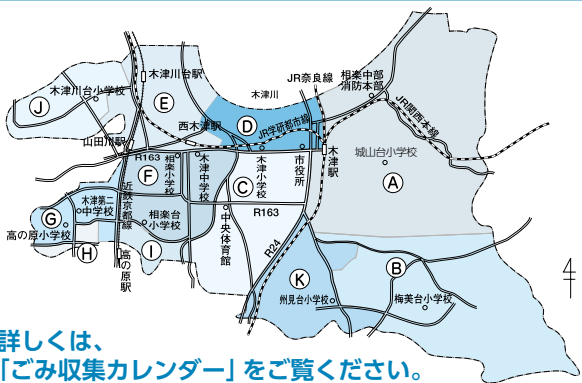 木津川台駅
木津川
JR奈良線
相楽中部
消防本部
木津川台小学校
J
E
西木津駅
D
JR学研都市線
JR関西本線
山田川駅
R163
相楽小学校
木津中学校
木津小学校
市役所
木津駅
城山台小学校
A
F
C
近鉄京都線
木津第二
中学校
相楽台
小学校
中央体育館
R163
G
高の原小学校
H
I
高の原駅
R24
K
州見台小学校
B
梅美台小学校
詳しくは、
「ごみ収集カレンダー」をご覧ください。